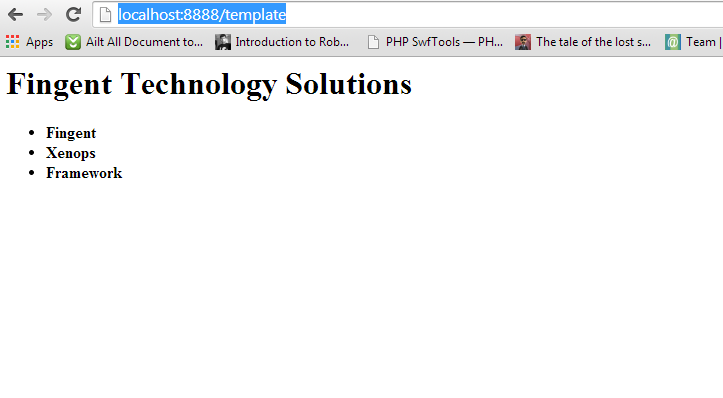 localhost:8888/template
Apps Ailt All Document to... Introduction to Rob... PHP SwfTools — PH... The tale of the lost s... @ Team |
Fingent Technology Solutions
• Fingent
• Xenops
• Framework